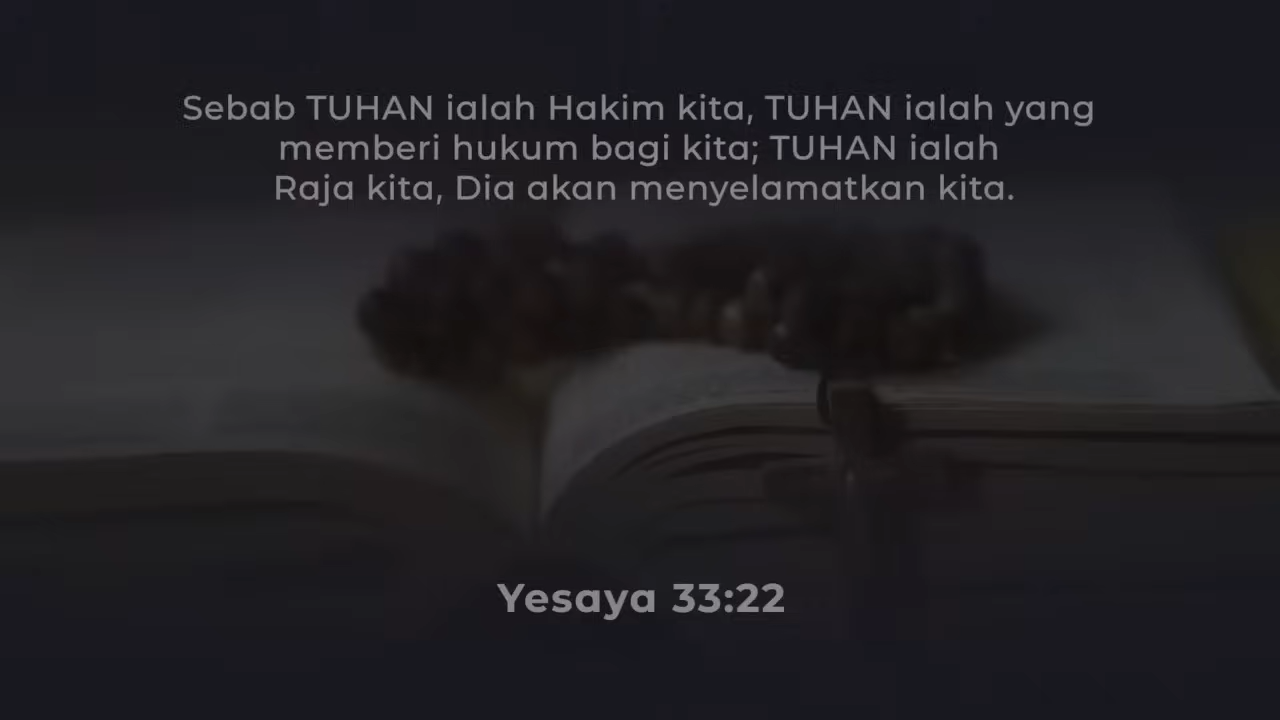 Sebab TUHAN ialah Hakim kita, TUHAN ialah yang
memberi hukum bagi kita; TUHAN ialah
Raja kita, Dia akan menyelamatkan kita.
Yesaya 33:22